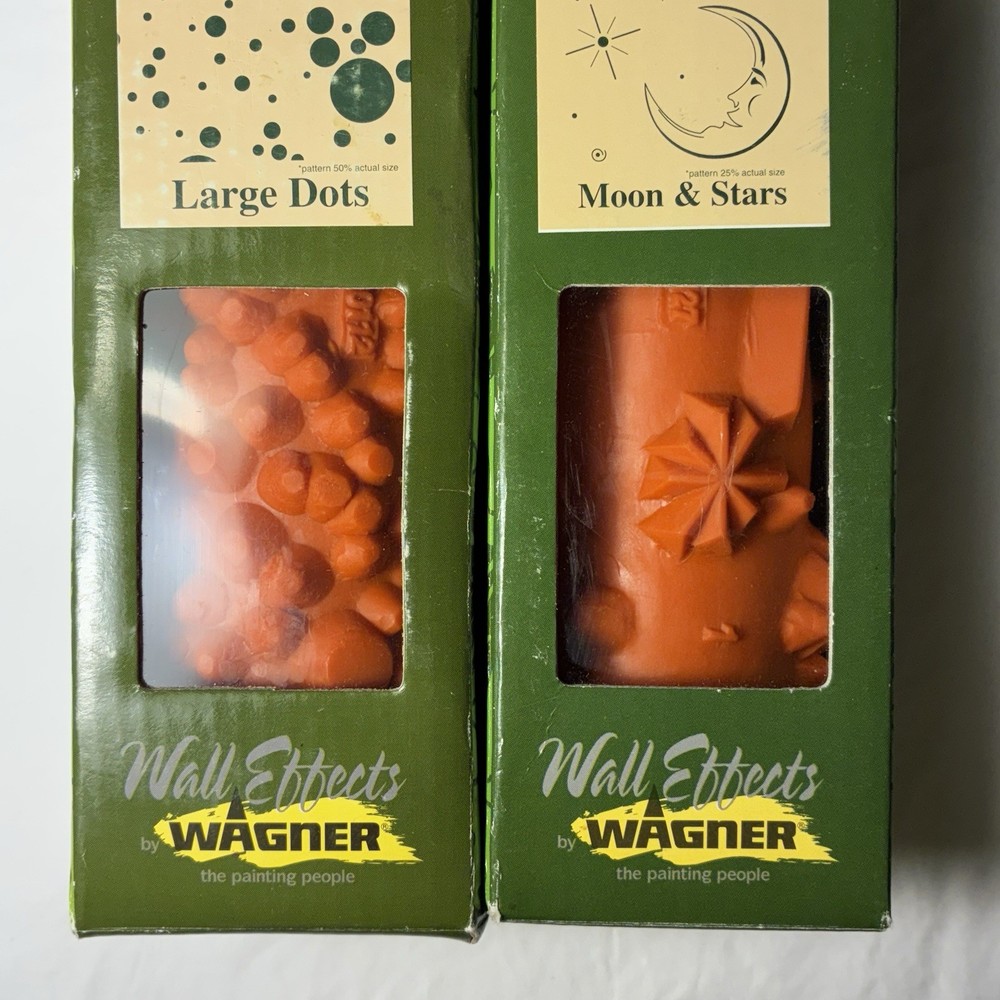 *pattern 50% actual size
Large Dots
Wall Effects
by WAGNER®
the painting people
*pattern 25% actual size
Moon & Stars
Wall Effects
by WAGNER®
the painting people